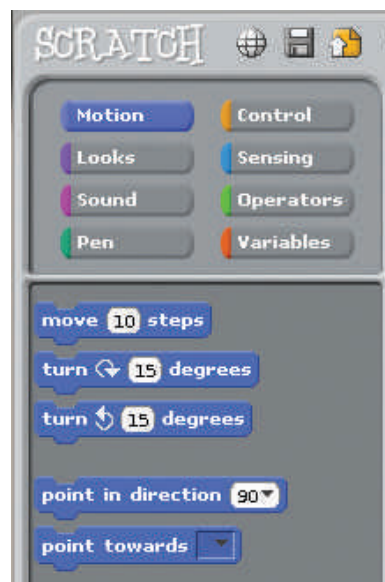 SCRATCH
Motion Control
Looks Sensing
Sound Operators
Pen Variables
move 10 steps
turn 15 degrees
turn 15 degrees
point in direction 90
point towards